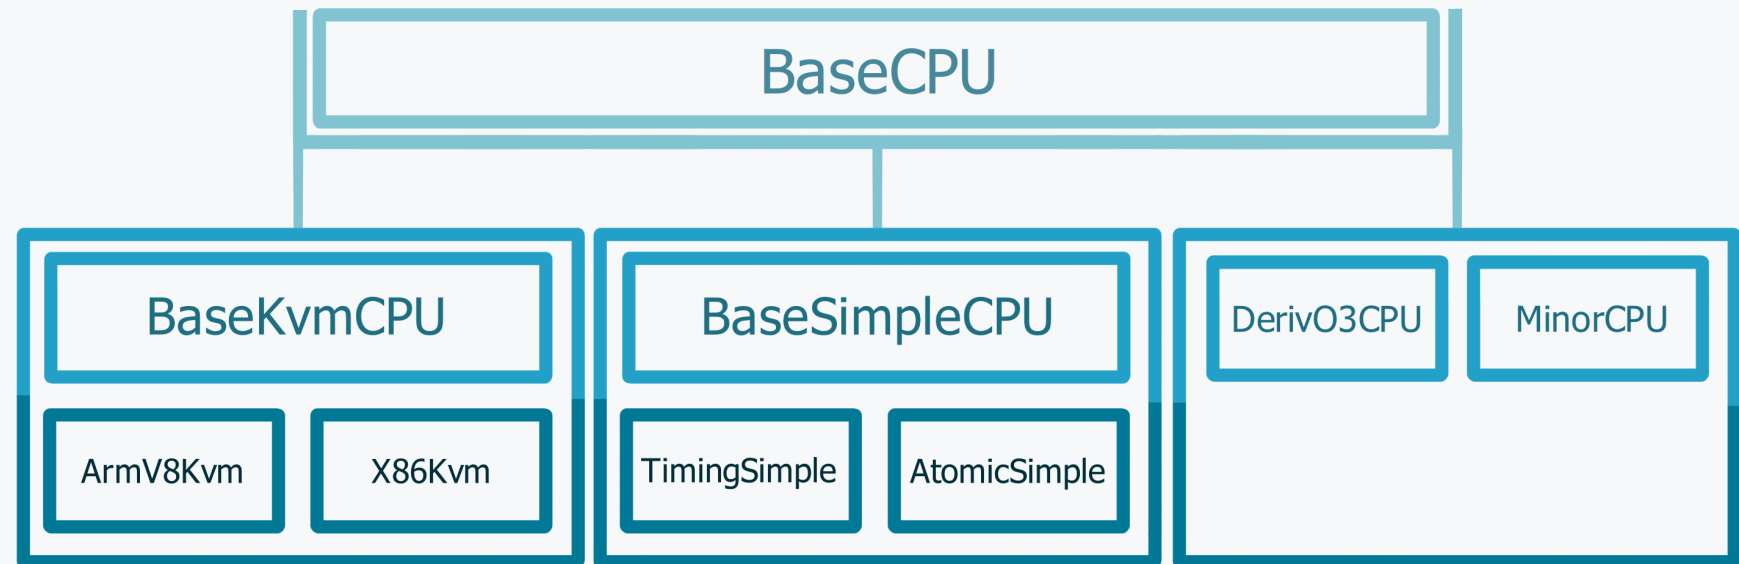 BaseCPU
BaseKvmCPU
BaseSimpleCPU
DerivO3CPU
MinorCPU
ArmV8Kvm
X86Kvm
TimingSimple
AtomicSimple